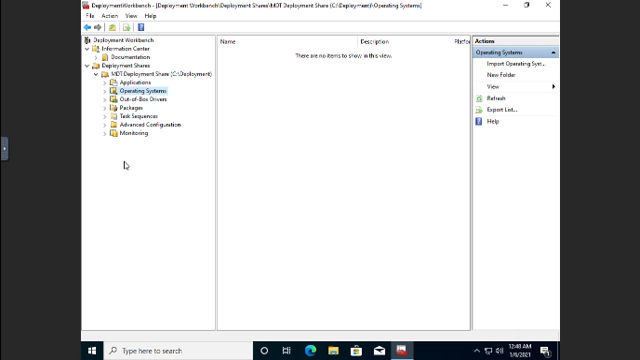 DeploymentWorkbench - [Deployment Workbench\Deployment Shares\MDT Deployment Share (C:\Deployment)\Operating Systems]
File Action View Help
Deployment Workbench
Information Center
Documentation
Deployment Shares
MDT Deployment Share (C:\Deployment)
Applications
Operating Systems
Out-of-Box Drivers
Packages
Task Sequences
Advanced Configuration
Monitoring
Name Description Platfor
There are no items to show in this view.
Actions
Operating Systems
Import Operating Syst...
New Folder
View
Refresh
Export List...
Help
Type here to search
12:48 AM
1/6/2021